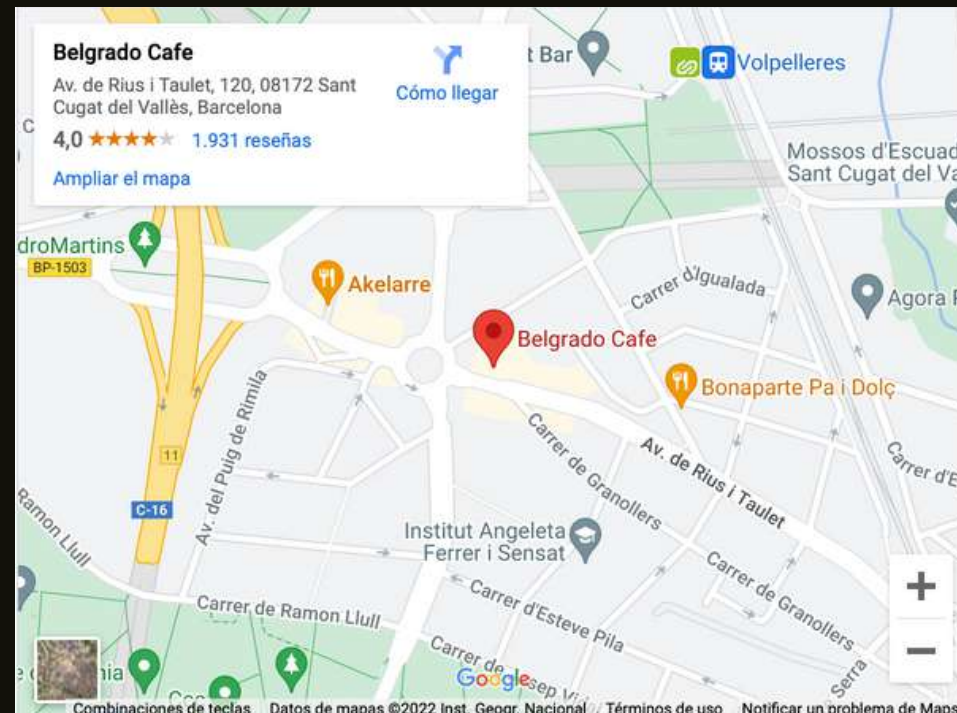 Belgrado Cafe
Av. de Rius i Taulet, 120, 08172 Sant
Cugat del Vallès, Barcelona
4,0
1.931 reseñas
Ampliar el mapa
Cómo llegar
t Bar
Volpelleres
Mossos d'Escuad
Sant Cugat del Va
droMartins
BP-1503
Akelarre
Carrer d'Igualada
Agora
Belgrado Cafe
Bonaparte Pa i Dolç
Av. del Puig de Rimila
11
C-16
Carrer de Granollers
Av. de Rius i Taulet
Carrer d'E
Ramon Llull
Institut Angeleta
Ferrer i Sensat
Carrer de Granollers
Carrer de Ramon Llull
Carrer d'Esteve Pila
Serra
+
−
Google
Combinaciones de teclas
Datos de mapas ©2022 Inst. Geogr. Nacional
Términos de uso
Notificar un problema de Maps